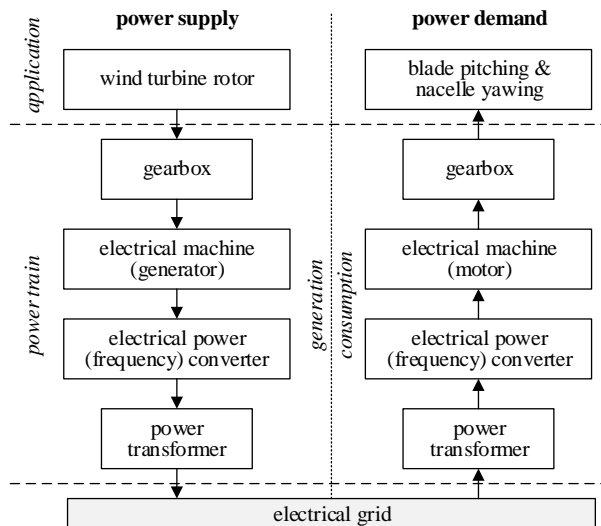 power supply
power demand
application
wind turbine rotor
blade pitching &
nacelle yawing
power train
generation
consumption
gearbox
gearbox
electrical machine
(generator)
electrical machine
(motor)
electrical power
(frequency) converter
electrical power
(frequency) converter
power
transformer
power
transformer
electrical grid